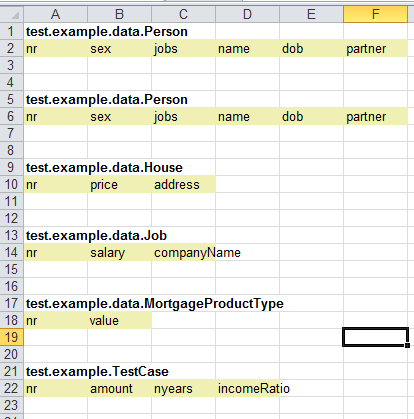 A B C D E F
1 test.example.data.Person
2 nr sex jobs name dob partner
3
4
5 test.example.data.Person
6 nr sex jobs name dob partner
7
8
9 test.example.data.House
10 nr price address
11
12
13 test.example.data.Job
14 nr salary companyName
15
16
17 test.example.data.MortgageProductType
18 nr value
19
20
21 test.example.TestCase
22 nr amount nyears incomeRatio
23